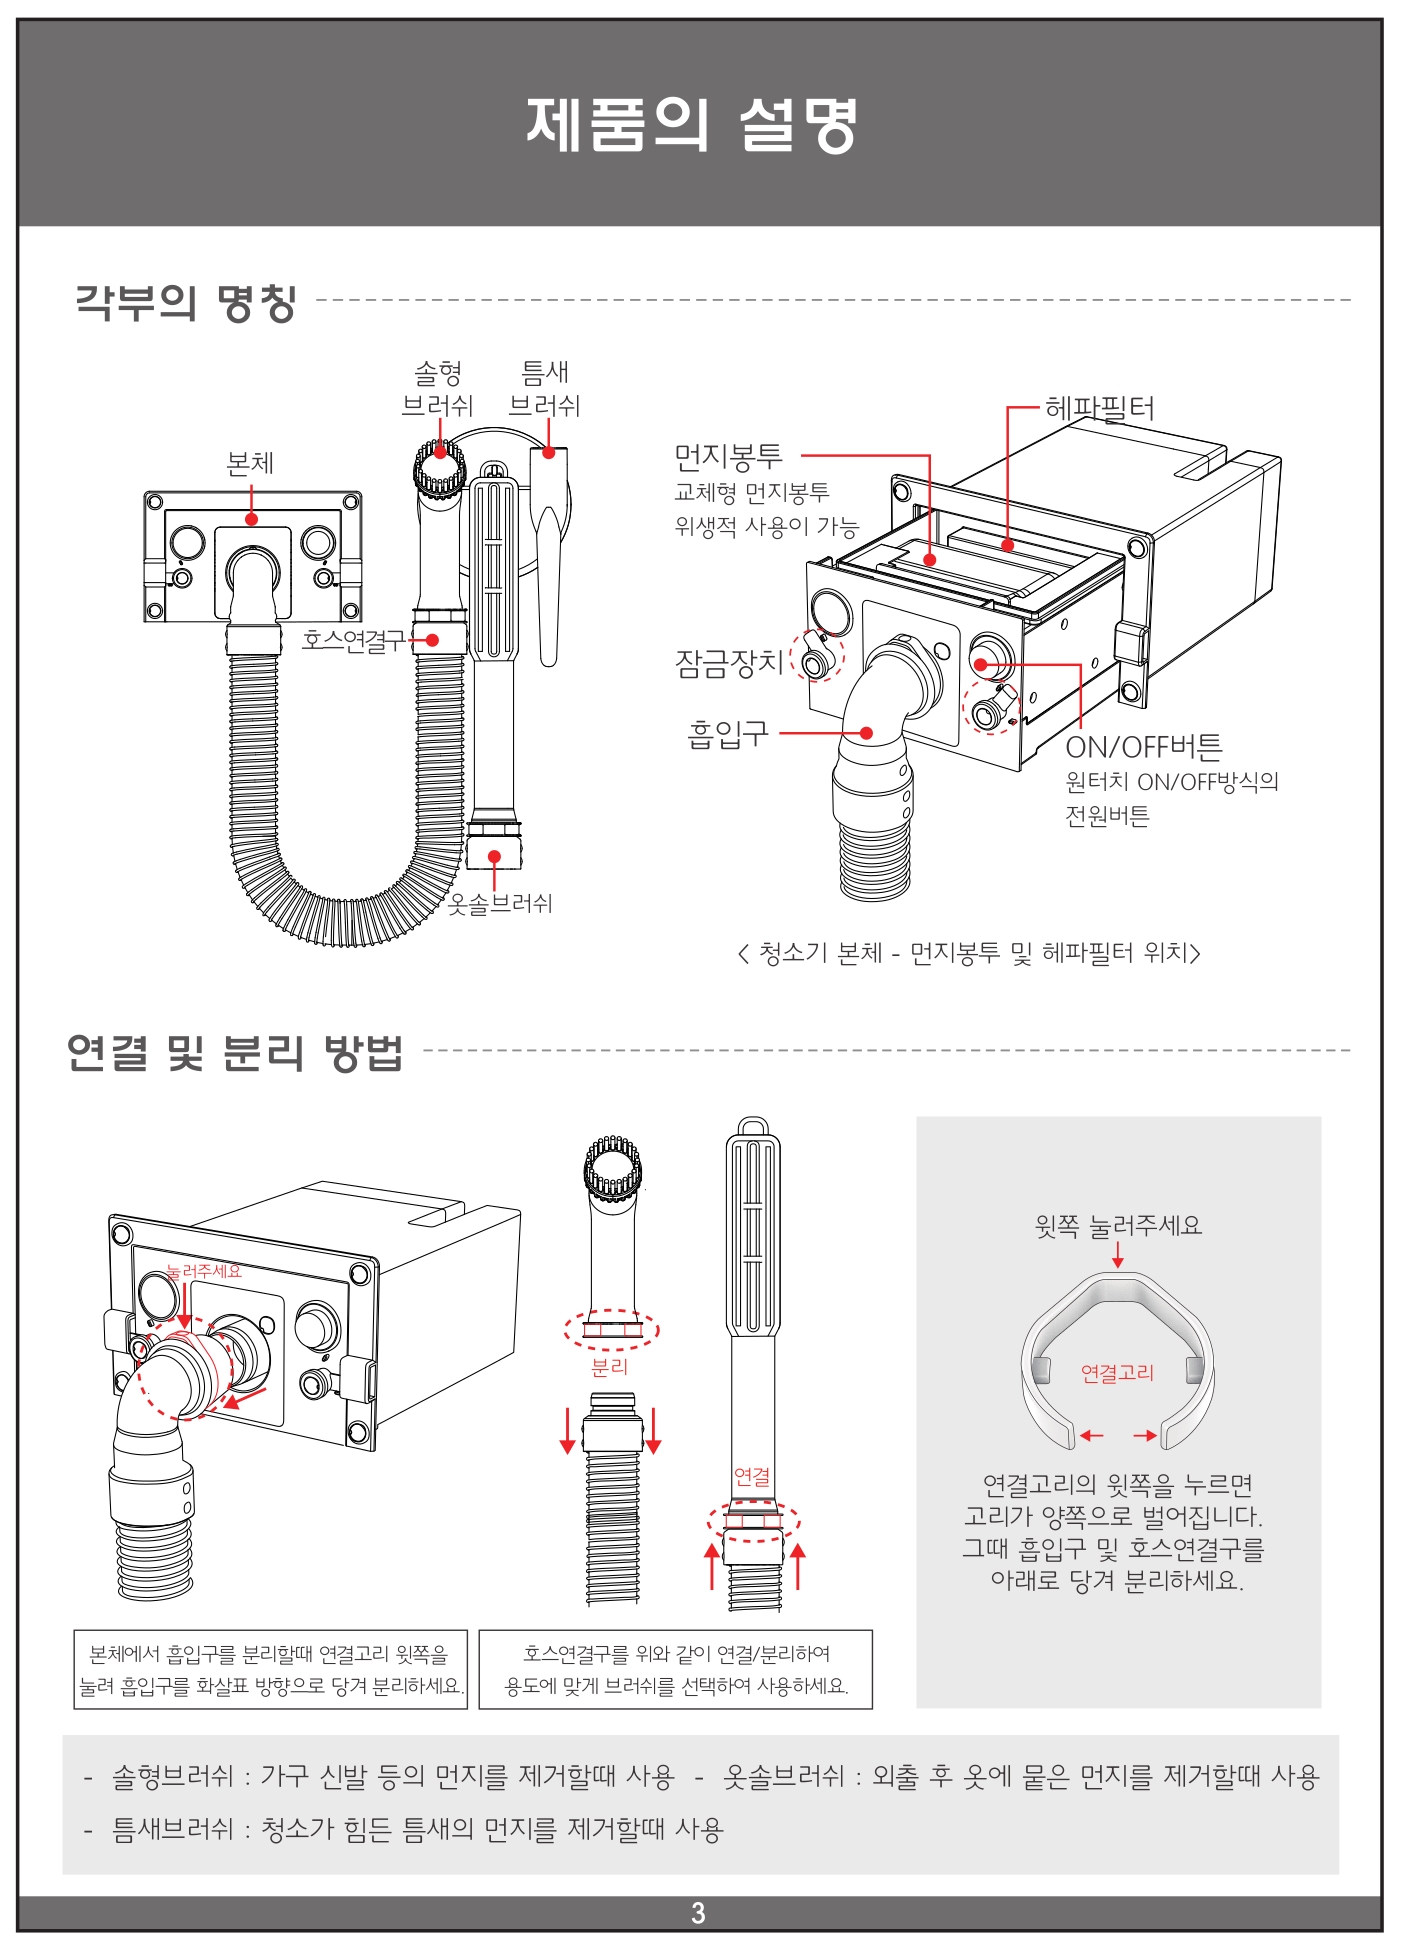 제품의 설명
각부의 명칭
솔형
브러쉬
틈새
브러쉬
본체
호스연결구
옷솔브러쉬
헤파필터
먼지봉투
교체형 먼지봉투
위생적 사용이 가능
잠금장치
흡입구
ON/OFF버튼
원터치 ON/OFF방식의
전원버튼
< 청소기 본체 - 먼지봉투 및 헤파필터 위치>
연결 및 분리 방법
눌러주세요
분리
연결
윗쪽 눌러주세요
연결고리
연결고리의 윗쪽을 누르면
고리가 양쪽으로 벌어집니다.
그때 흡입구 및 호스연결구를
아래로 당겨 분리하세요.
본체에서 흡입구를 분리할때 연결고리 윗쪽을
눌려 흡입구를 화살표 방향으로 당겨 분리하세요.
호스연결구를 위와 같이 연결/분리하여
용도에 맞게 브러쉬를 선택하여 사용하세요.
- 솔형브러쉬 : 가구 신발 등의 먼지를 제거할때 사용 - 옷솔브러쉬 : 외출 후 옷에 뭍은 먼지를 제거할때 사용
- 틈새브러쉬 : 청소가 힘든 틈새의 먼지를 제거할때 사용
3